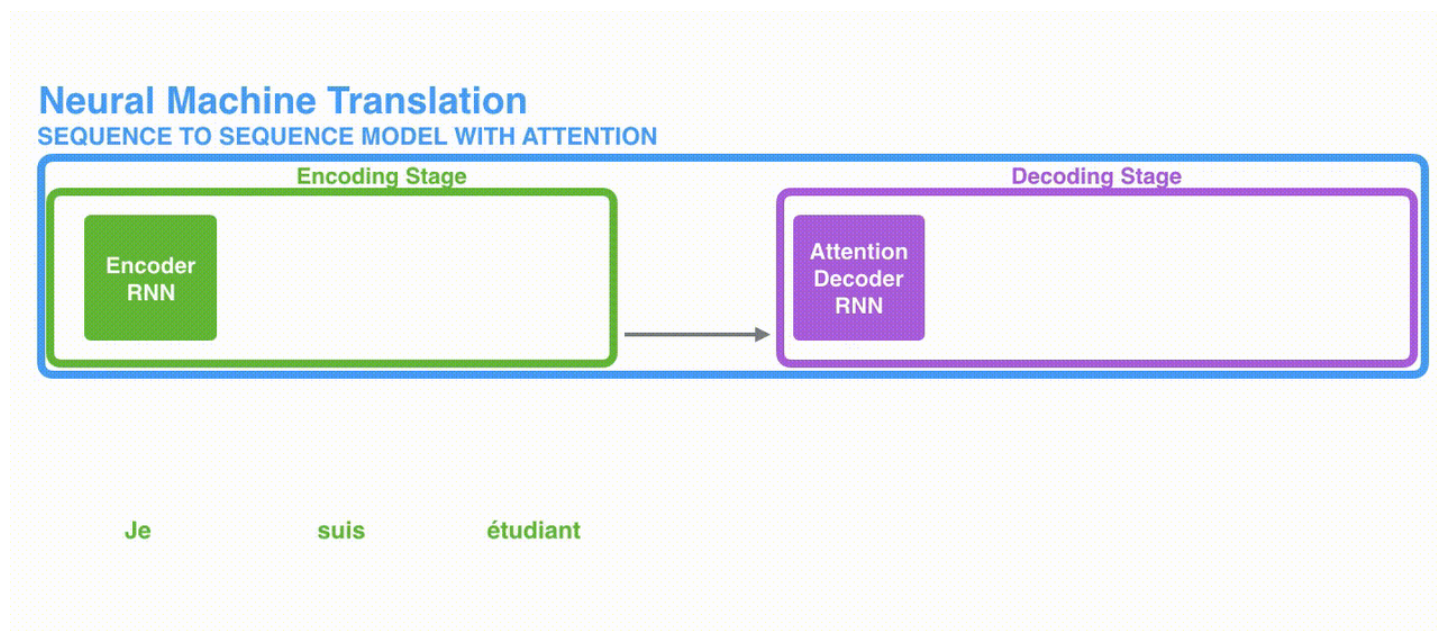 Neural Machine Translation
SEQUENCE TO SEQUENCE MODEL WITH ATTENTION
Encoding Stage
Decoding Stage
Encoder
RNN
Attention
Decoder
RNN
Je
suis
étudiant